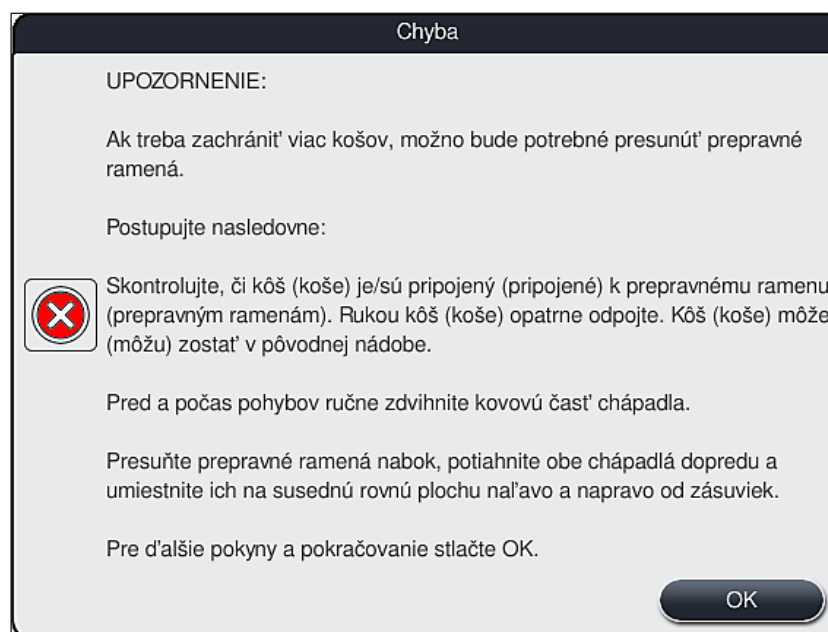 Chyba
UPOZORNENIE:
Ak treba zachrániť viac košov, možno bude potrebné presunúť prepravné
ramená.
Postupujte nasledovne:
Skontrolujte, či kôš (koše) je/sú pripojený (pripojené) k prepravnému ramenu
(prepravným ramenám). Rukou kôš (koše) opatrne odpojte. Kôš (koše) môže
(môžu) zostať v pôvodnej nádobe.
Pred a počas pohybov ručne zdvihnite kovovú časť chápadla.
Presuňte prepravné ramená nabok, potiahnite obe chápadlá dopredu a
umiestnite ich na susednú rovnú plochu naľavo a napravo od zásuviek.
Pre ďalšie pokyny a pokračovanie stlačte OK.
OK